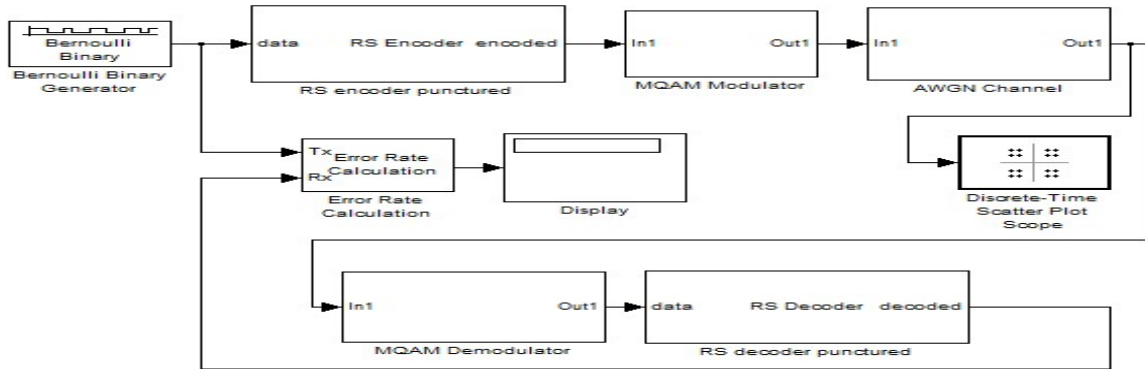 Bernoulli
Binary
Bernoulli Binary
Generator
data
RS Encoder encoded
RS encoder punctured
In1
Out1
MQAM Modulator
In1
Out1
AWGN Channel
Tx
Rx
Error Rate
Calculation
Error Rate
Calculation
Display
Discrete-Time
Scatter Plot
Scope
In1
Out1
MQAM Demodulator
data
RS Decoder decoded
RS decoder punctured